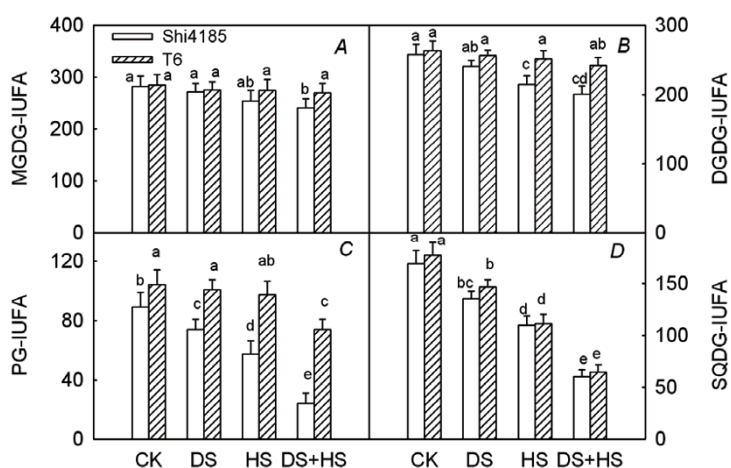 400
300
200
100
0
MGDG-IUFA
Shi4185
T6
A
a a a a ab a b a
B
a a ab a c a cd ab
300
200
100
0
DGDG-IUFA
120
80
40
0
PG-IUFA
C
b a c a d ab e c
D
a a bc b d d e e
150
100
50
0
SQDG-IUFA
CK DS HS DS+HS CK DS HS DS+HS